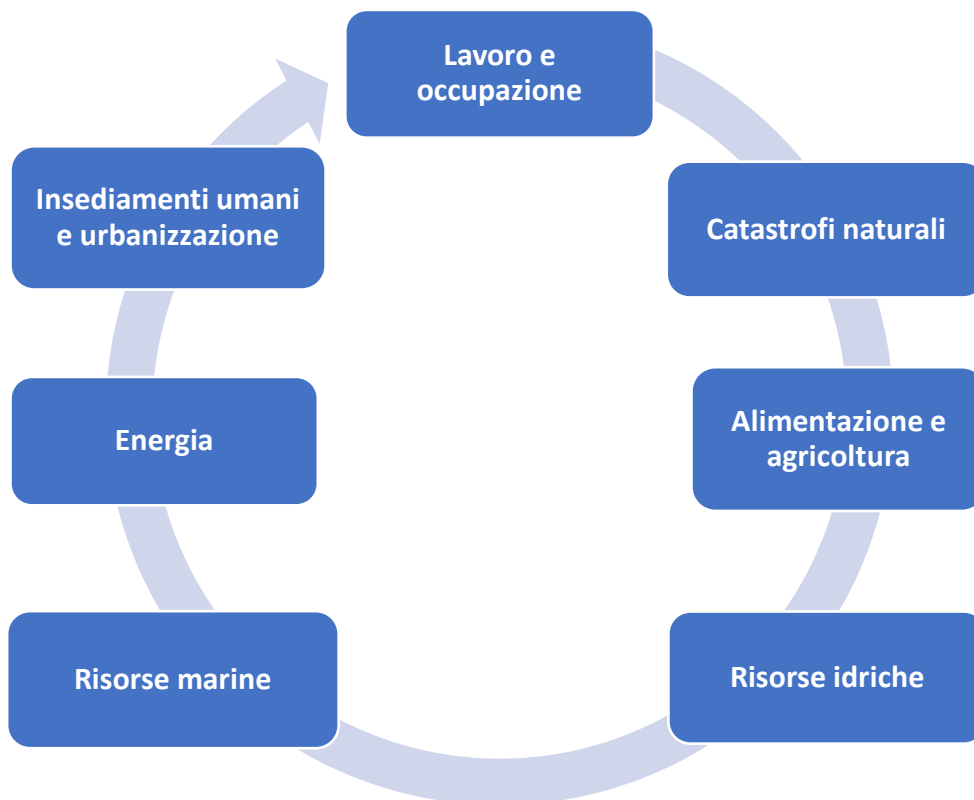 Lavoro e
occupazione
Catastrofi naturali
Alimentazione e
agricoltura
Risorse idriche
Risorse marine
Energia
Insediamenti umani
e urbanizzazione